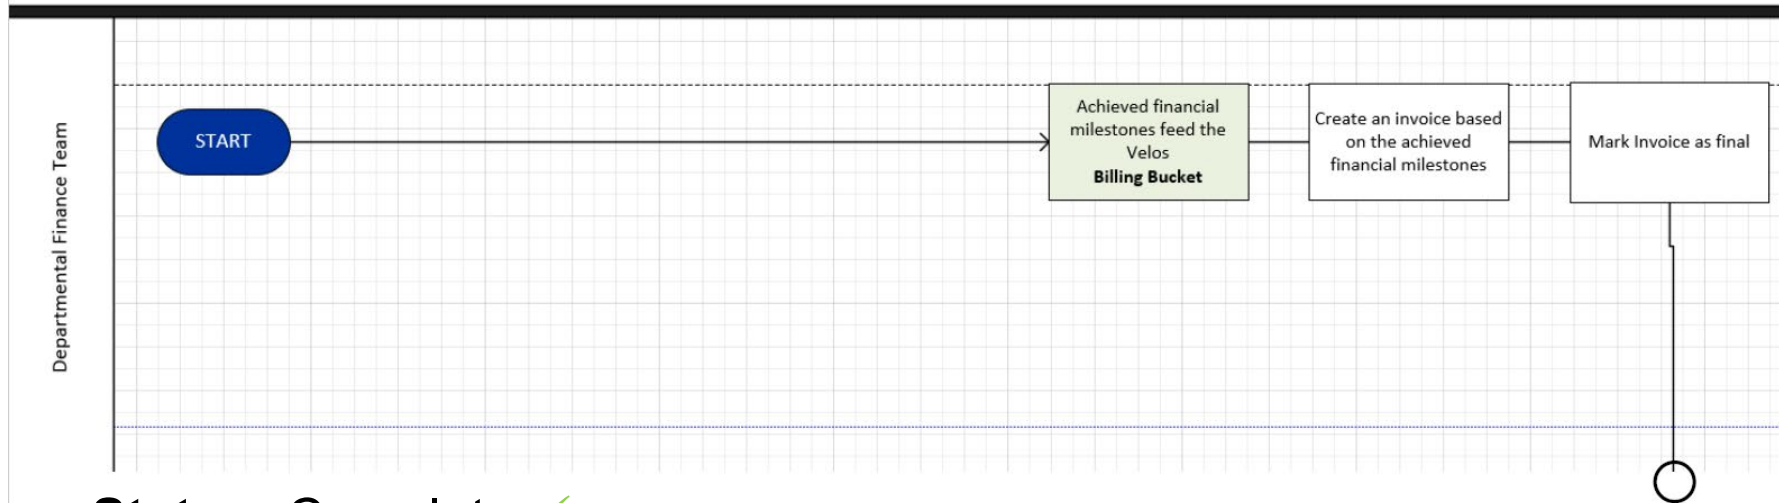 START
Achieved financial
milestones feed the
Velos
Billing Bucket
Create an invoice based
on the achieved
financial milestones
Mark Invoice as final
Departmental Finance Team